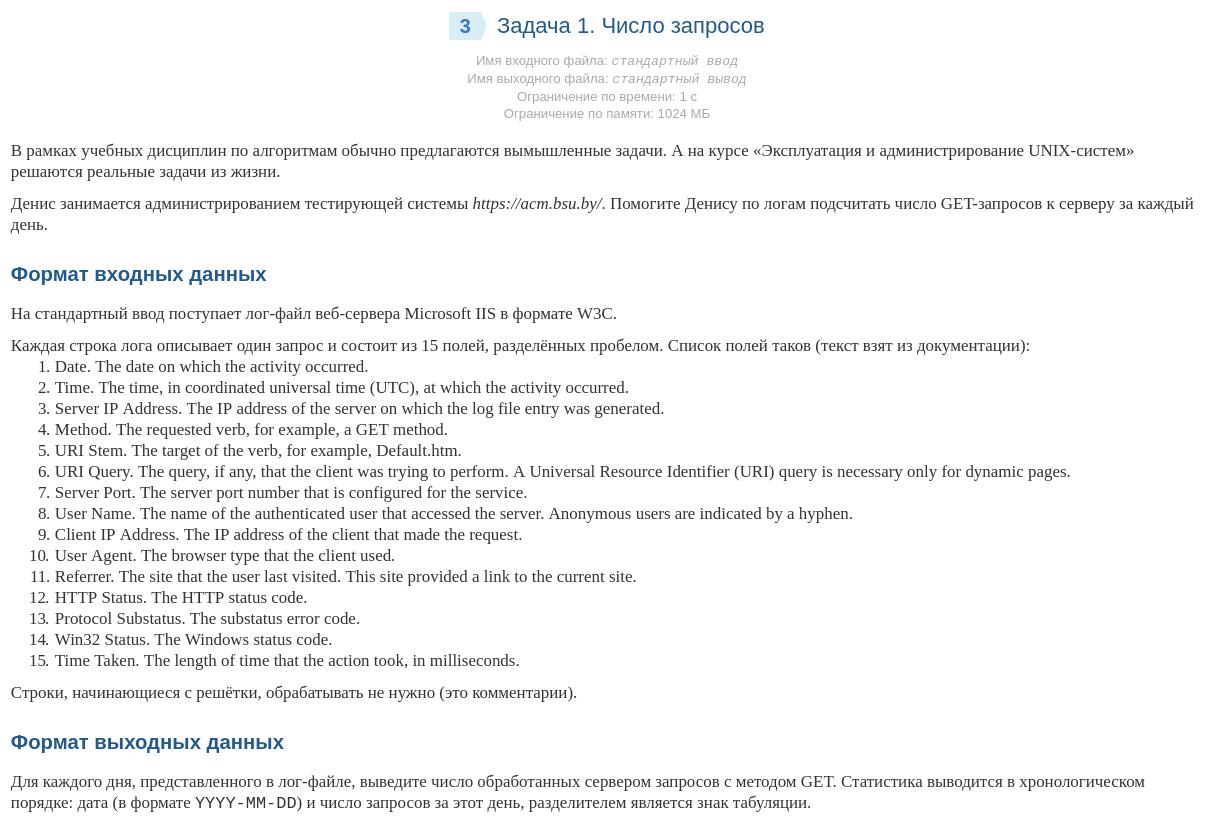 3 Задача 1. Число запросов
Имя входного файла: стандартный ввод
Имя выходного файла: стандартный вывод
Ограничение по времени: 1 с
Ограничение по памяти: 1024 МБ
В рамках учебных дисциплин по алгоритмам обычно предлагаются вымышленные задачи. А на курсе «Эксплуатация и администрирование UNIX-систем»
решаются реальные задачи из жизни.
Денис занимается администрированием тестирующей системы https://acm.bsu.by/. Помогите Денису по логам подсчитать число GET-запросов к серверу за каждый
день.
Формат входных данных
На стандартный ввод поступает лог-файл веб-сервера Microsoft IIS в формате W3C.
Каждая строка лога описывает один запрос и состоит из 15 полей, разделённых пробелом. Список полей таков (текст взят из документации):
1. Date. The date on which the activity occurred.
2. Time. The time, in coordinated universal time (UTC), at which the activity occurred.
3. Server IP Address. The IP address of the server on which the log file entry was generated.
4. Method. The requested verb, for example, a GET method.
5. URI Stem. The target of the verb, for example, Default.htm.
6. URI Query. The query, if any, that the client was trying to perform. A Universal Resource Identifier (URI) query is necessary only for dynamic pages.
7. Server Port. The server port number that is configured for the service.
8. User Name. The name of the authenticated user that accessed the server. Anonymous users are indicated by a hyphen.
9. Client IP Address. The IP address of the client that made the request.
10. User Agent. The browser type that the client used.
11. Referrer. The site that the user last visited. This site provided a link to the current site.
12. HTTP Status. The HTTP status code.
13. Protocol Substatus. The substatus error code.
14. Win32 Status. The Windows status code.
15. Time Taken. The length of time that the action took, in milliseconds.
Строки, начинающиеся с решётки, обрабатывать не нужно (это комментарии).
Формат выходных данных
Для каждого дня, представленного в лог-файле, выведите число обработанных сервером запросов с методом GET. Статистика выводится в хронологическом
порядке: дата (в формате YYYY-MM-DD) и число запросов за этот день, разделителем является знак табуляции.